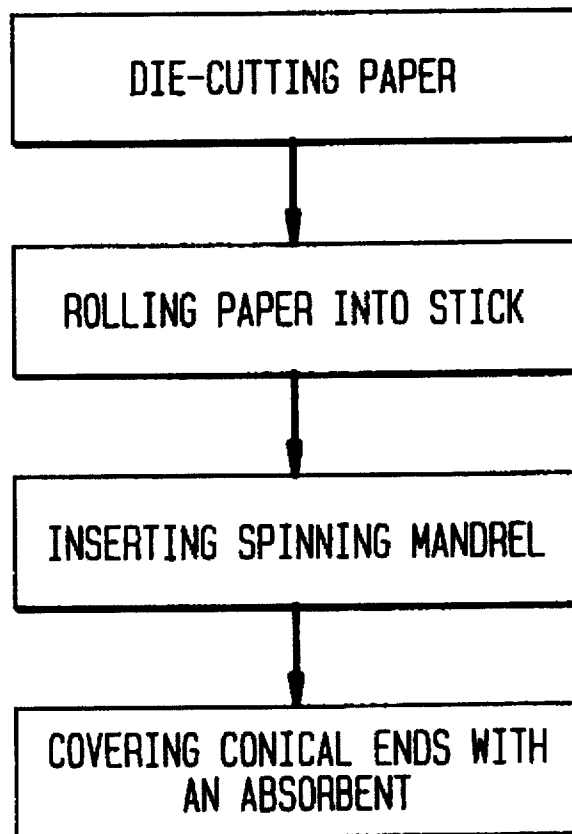 DIE-CUTTING PAPER
ROLLING PAPER INTO STICK
INSERTING SPINNING MANDREL
COVERING CONICAL ENDS WITH
AN ABSORBENT